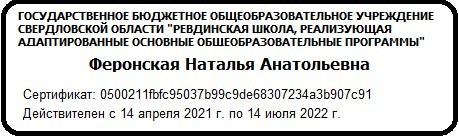 ГОСУДАРСТВЕННОЕ БЮДЖЕТНОЕ ОБЩЕОБРАЗОВАТЕЛЬНОЕ УЧРЕЖДЕНИЕ
СВЕРДЛОВСКОЙ ОБЛАСТИ "РЕВДИНСКАЯ ШКОЛА, РЕАЛИЗУЮЩАЯ
АДАПТИРОВАННЫЕ ОСНОВНЫЕ ОБЩЕОБРАЗОВАТЕЛЬНЫЕ ПРОГРАММЫ"
Феронская Наталья Анатольевна
Сертификат: 0500211fbfc95037b99c9de68307234a3b907c91
Действителен с 14 апреля 2021 г. по 14 июля 2022 г.